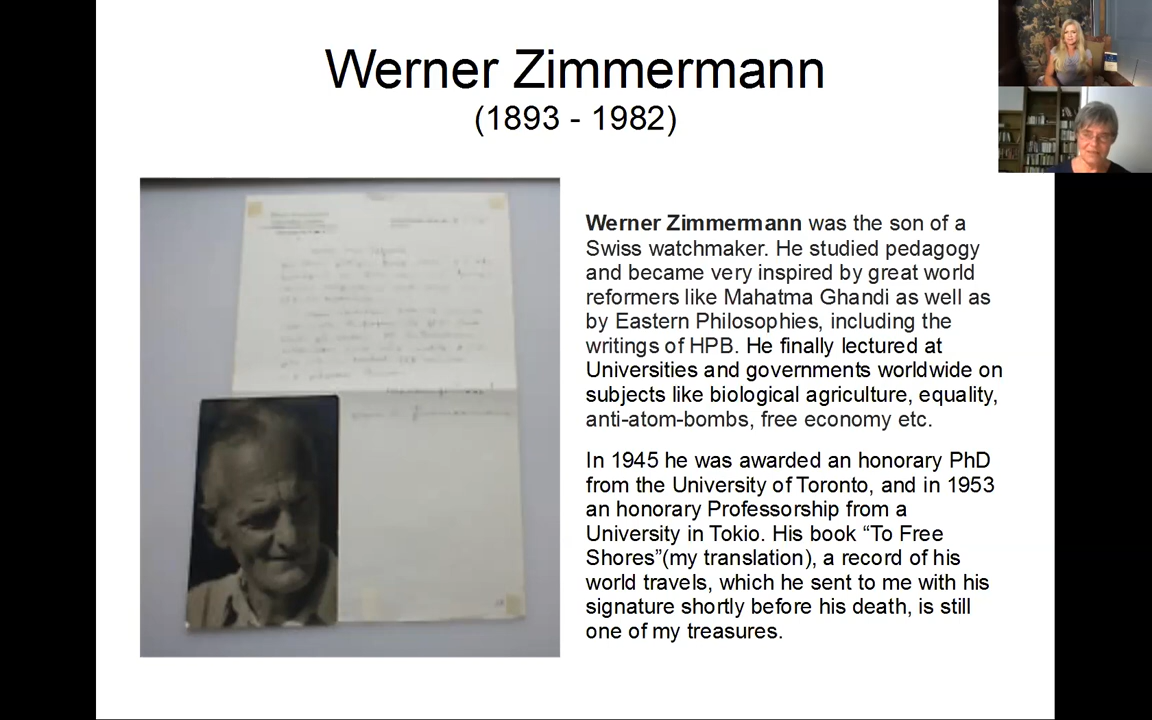 Werner Zimmermann
(1893 - 1982)
Werner Zimmermann was the son of a
Swiss watchmaker. He studied pedagogy
and became very inspired by great world
reformers like Mahatma Ghandi as well as
by Eastern Philosophies, including the
writings of HPB. He finally lectured at
Universities and governments worldwide on
subjects like biological agriculture, equality,
anti-atom-bombs, free economy etc.
In 1945 he was awarded an honorary PhD
from the University of Toronto, and in 1953
an honorary Professorship from a
University in Tokio. His book “To Free
Shores”(my translation), a record of his
world travels, which he sent to me with his
signature shortly before his death, is still
one of my treasures.